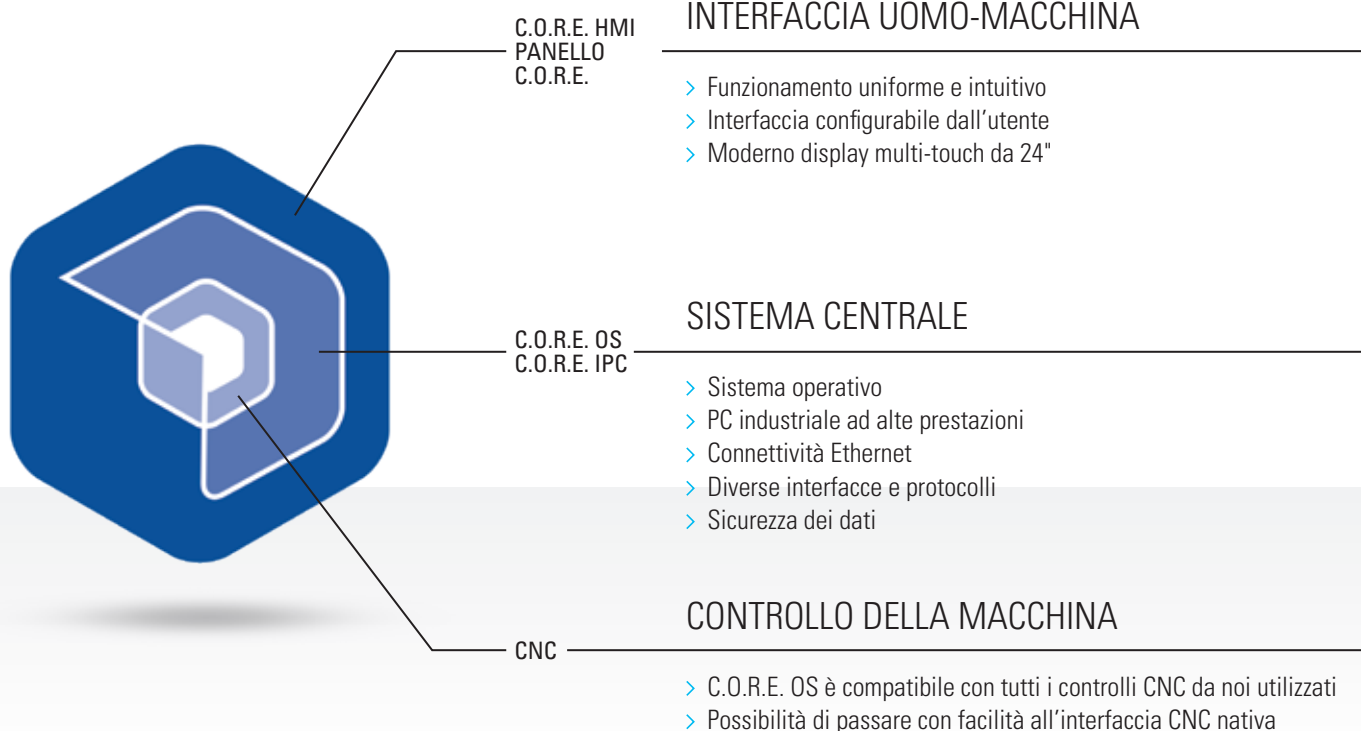 INTERFACCIA UOMO-MACCHINA
C.O.R.E. HMI
PANELLO
C.O.R.E.
> Funzionamento uniforme e intuitivo
> Interfaccia configurabile dall'utente
> Moderno display multi-touch da 24"
SISTEMA CENTRALE
C.O.R.E. OS
C.O.R.E. IPC
> Sistema operativo
> PC industriale ad alte prestazioni
> Connettività Ethernet
> Diverse interfacce e protocolli
> Sicurezza dei dati
CONTROLLO DELLA MACCHINA
CNC
> C.O.R.E. OS è compatibile con tutti i controlli CNC da noi utilizzati
> Possibilità di passare con facilità all'interfaccia CNC nativa